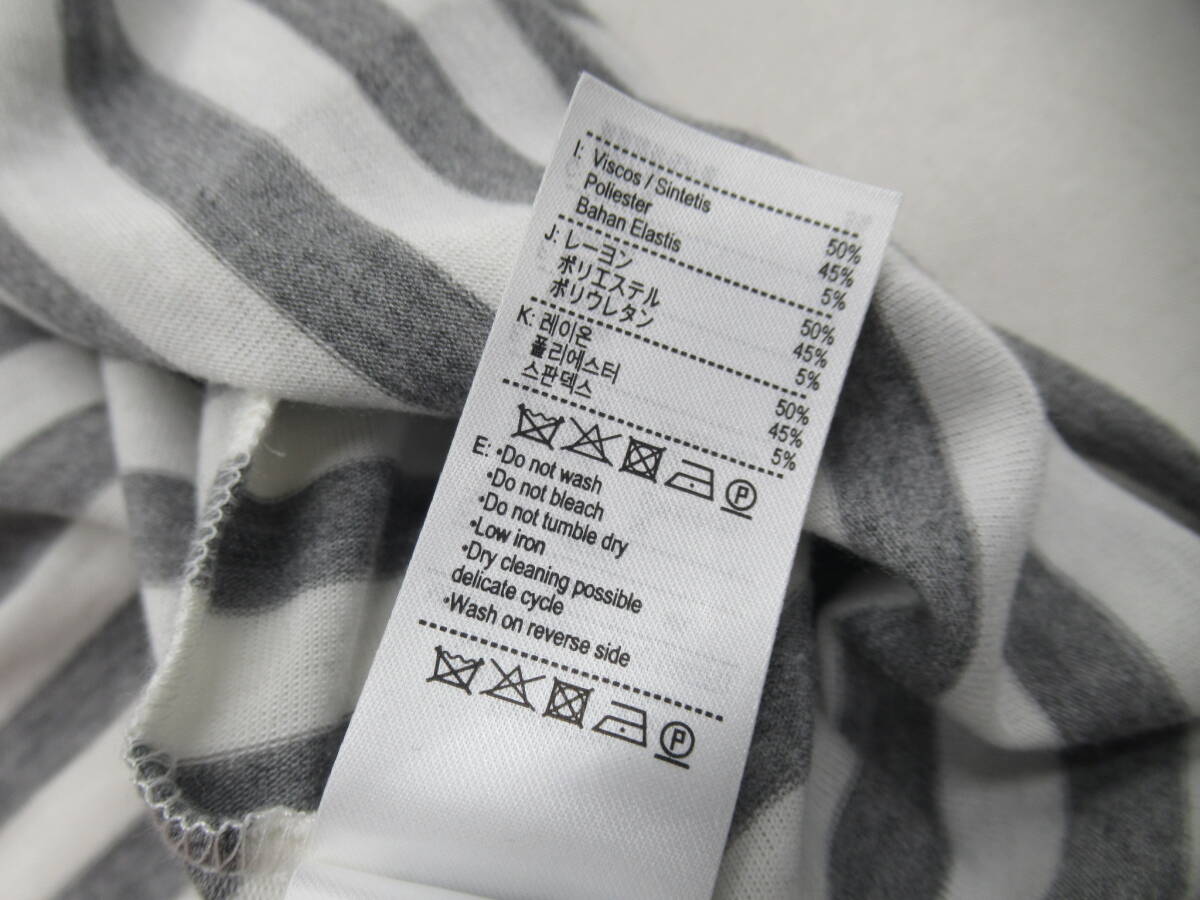 I: Viscos / Sintetis 50%
Poliester 45%
Bahan Elastis 5%
J: レーヨン 50%
ポリエステル 45%
ポリウレタン 5%
K: 레이온 50%
폴리에스터 45%
스판덱스 5%
P
E: •Do not wash
•Do not bleach
•Do not tumble dry
•Low iron
•Dry cleaning possible
delicate cycle
•Wash on reverse side
P